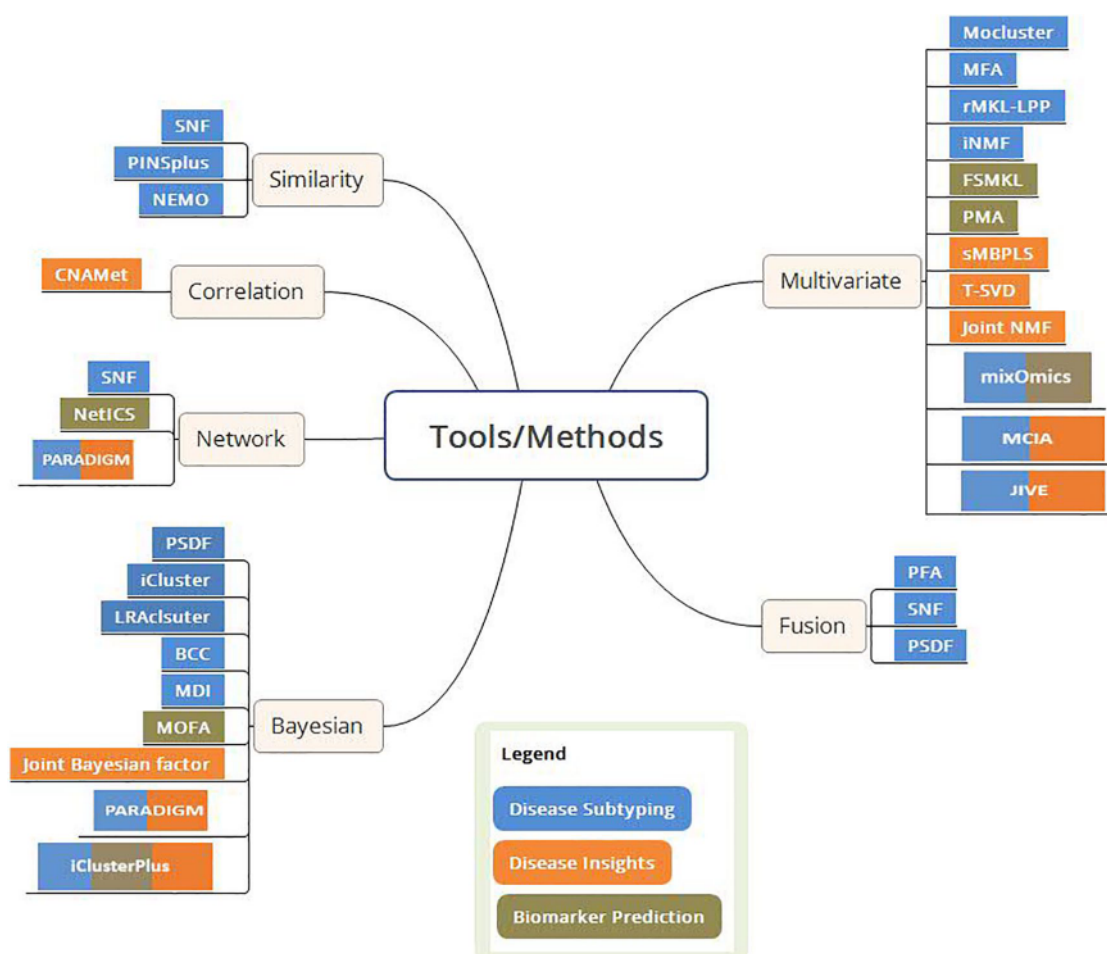 Tools/Methods
Similarity
SNF
PINSplus
NEMO
Correlation
CNAMet
Network
SNF
NetICS
PARADIGM
Bayesian
PSDF
iCluster
LRAclsuter
BCC
MDI
MOFA
Joint Bayesian factor
PARADIGM
iClusterPlus
Multivariate
Mocluster
MFA
rMKL-LPP
iNMF
FSMKL
PMA
sMBPLS
T-SVD
Joint NMF
mixOmics
MCIA
JIVE
Fusion
PFA
SNF
PSDF
Legend
Disease Subtyping
Disease Insights
Biomarker Prediction